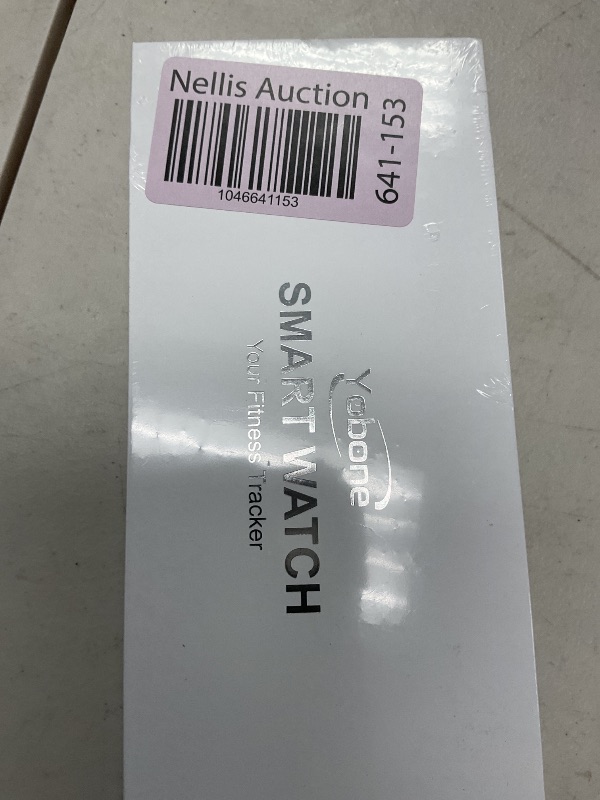 Nellis Auction
1046641153
641-153
Yobone
SMART WATCH
Your Fitness Tracker